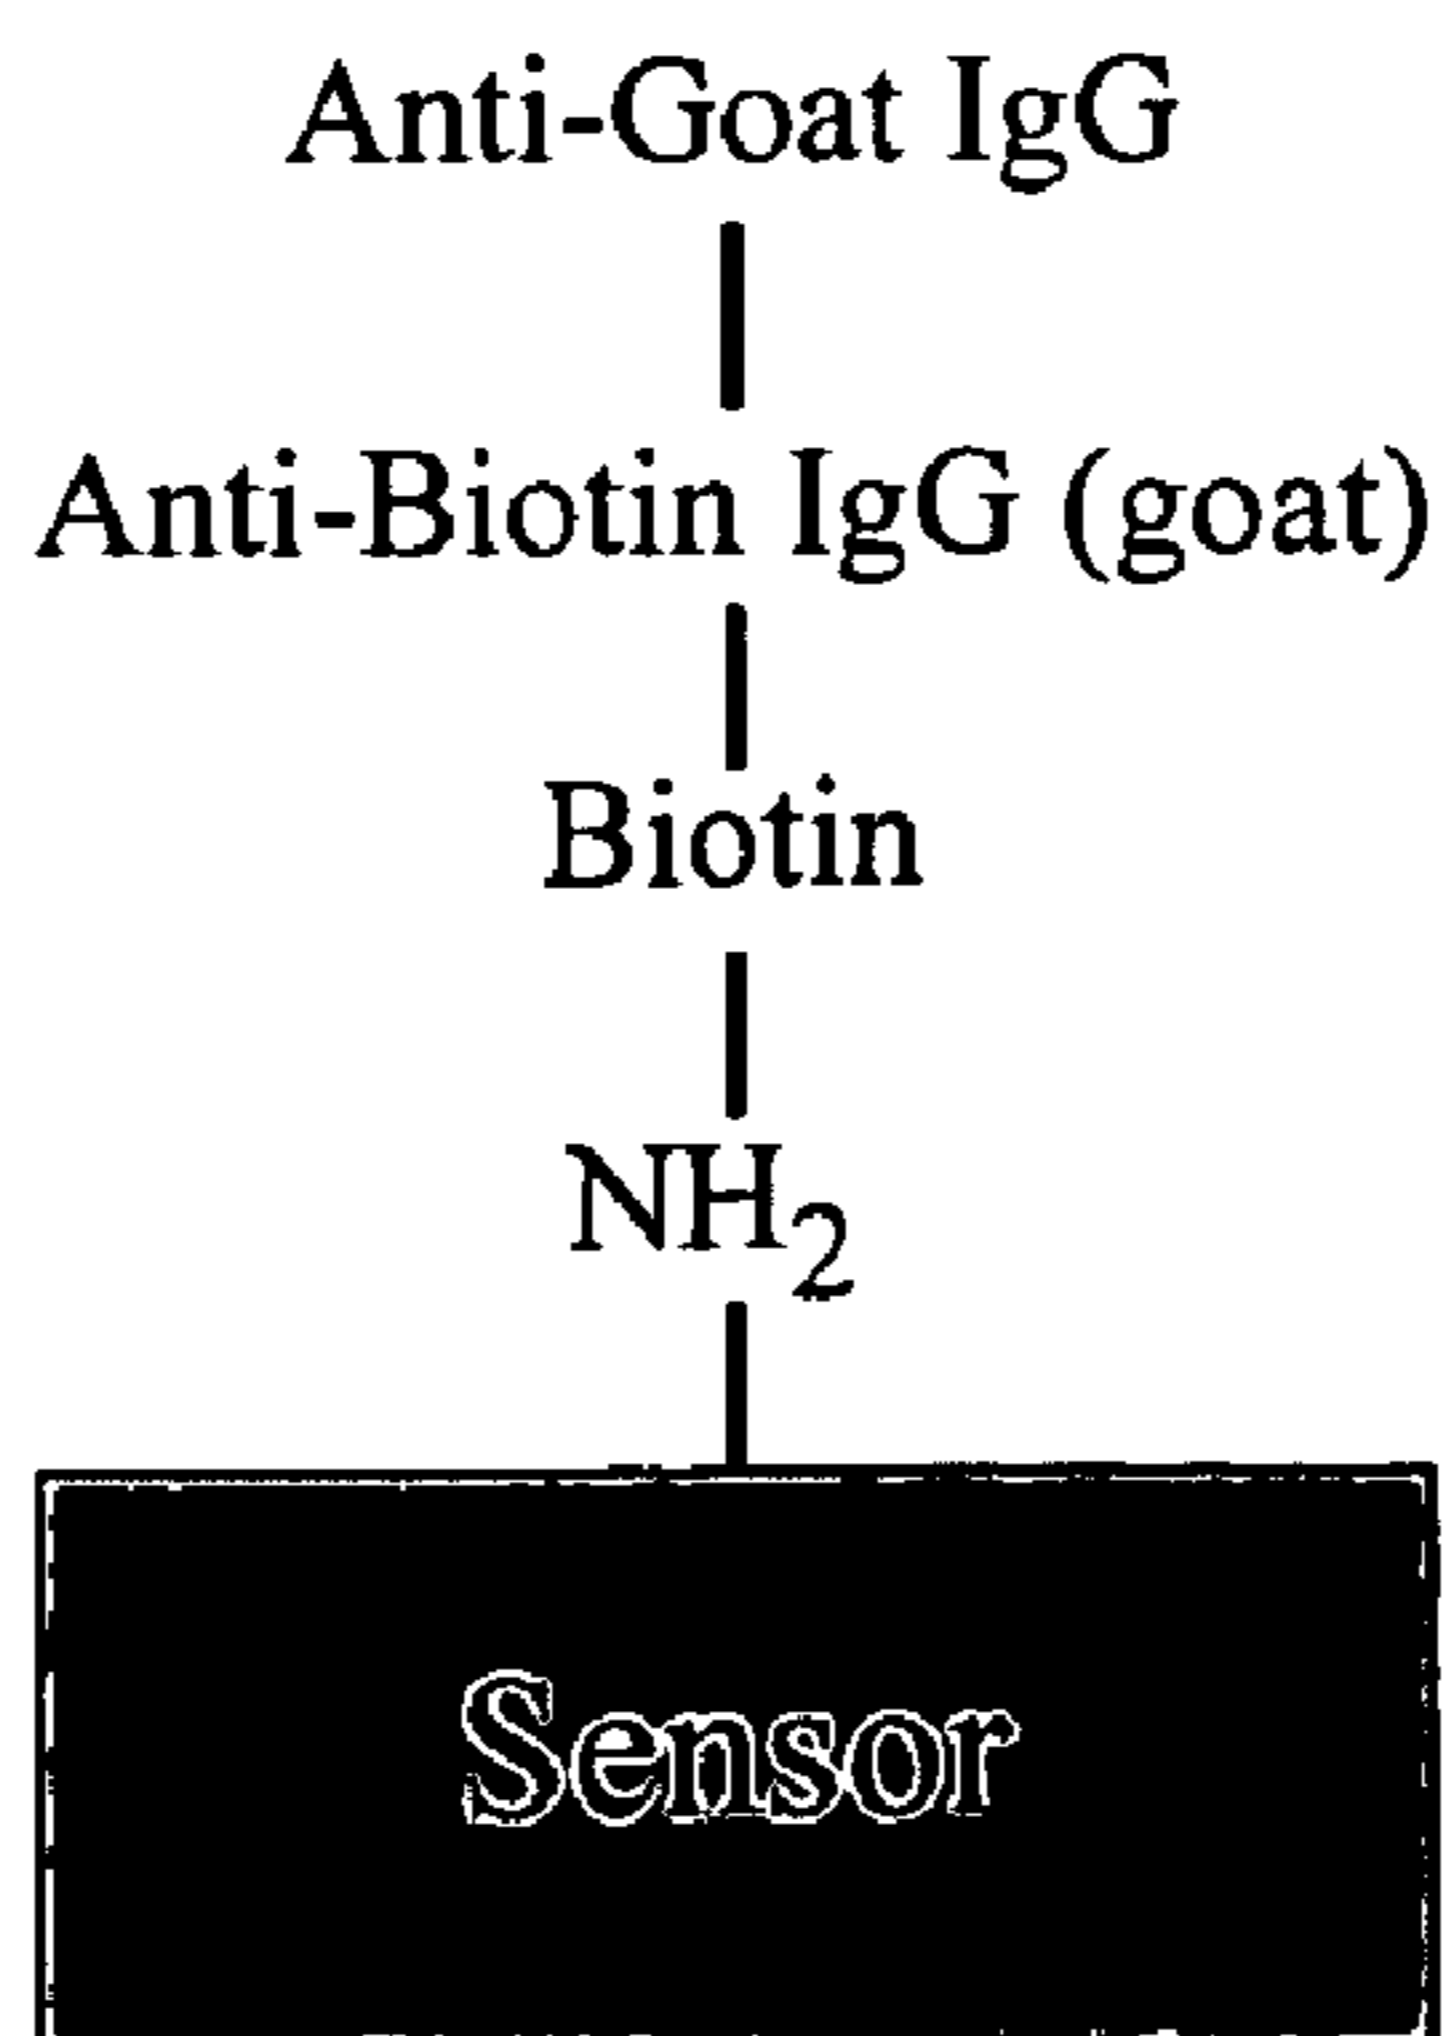 Anti-Goat IgG
Anti-Biotin IgG (goat)
Biotin
NH₂
Sensor